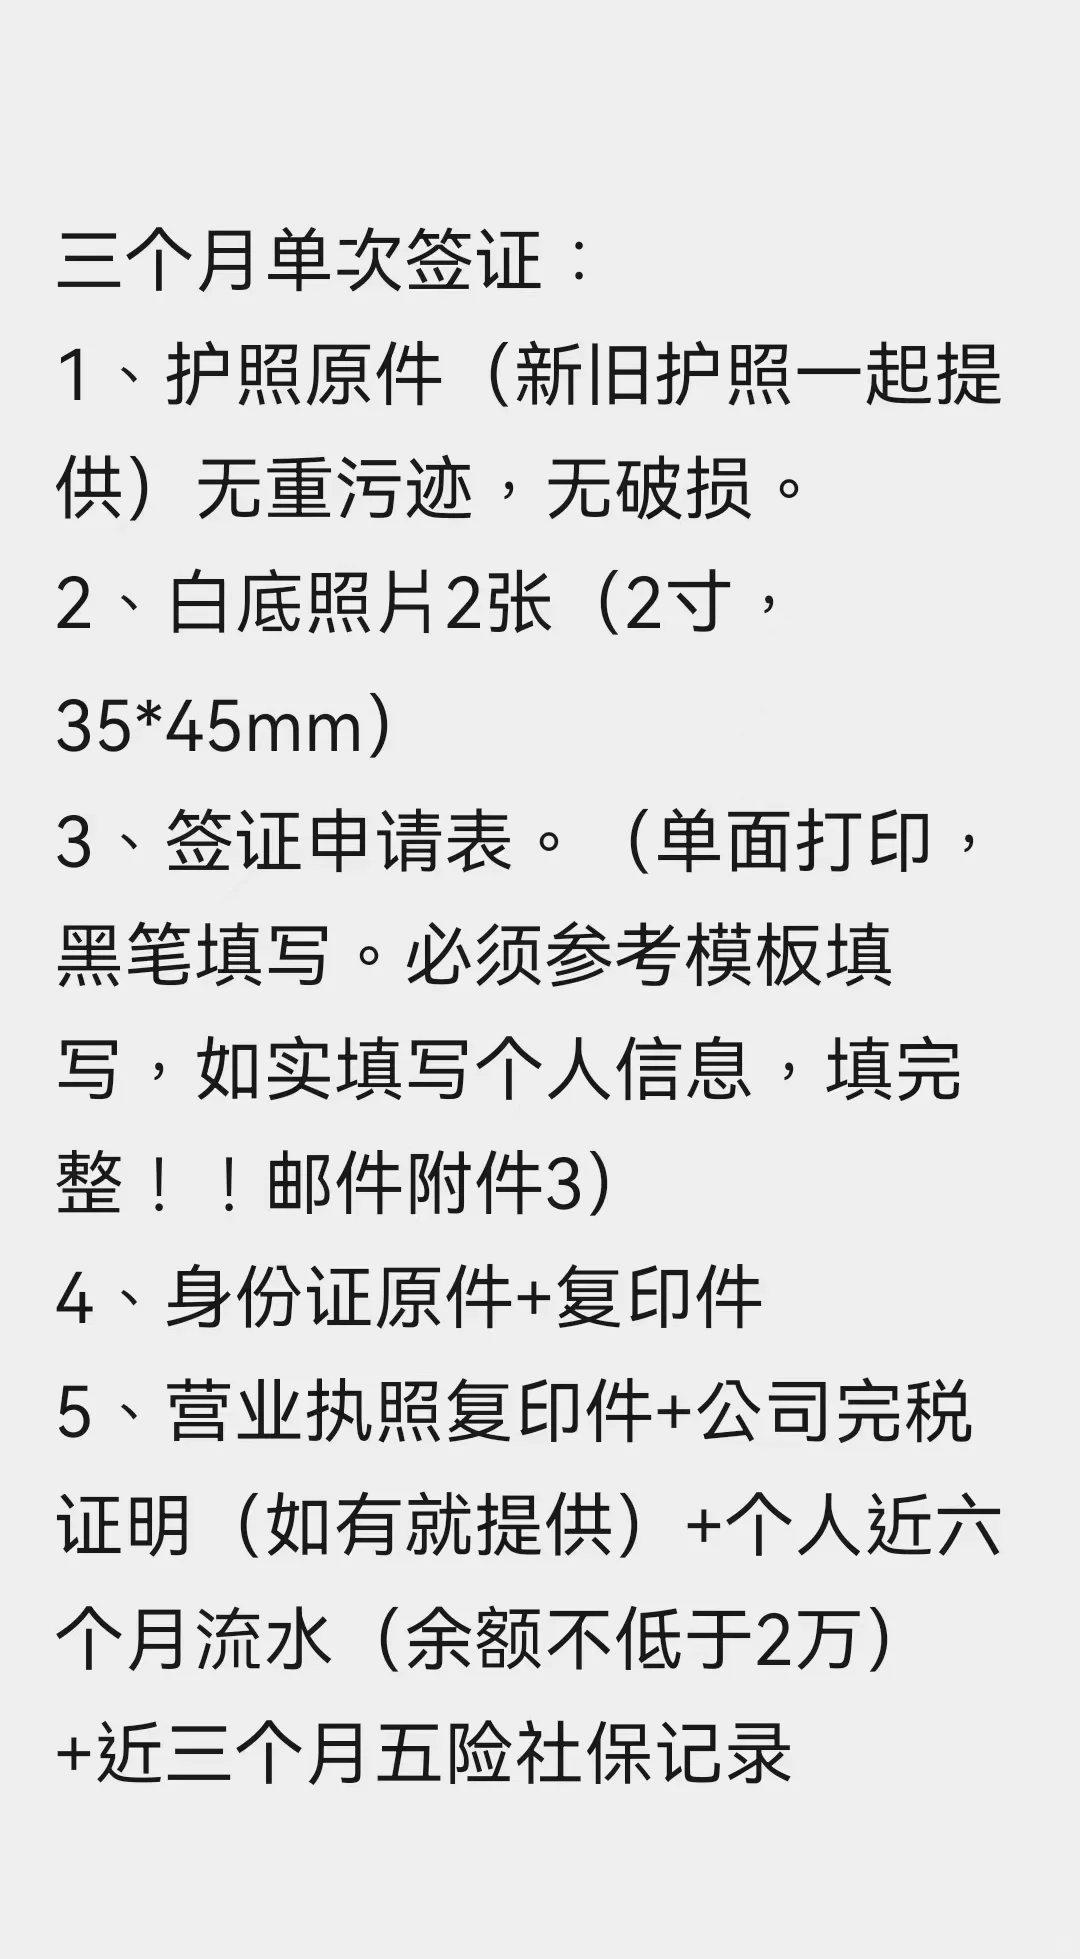 三个月单次签证：
1、护照原件（新旧护照一起提
供）无重污迹，无破损。
2、白底照片2张（2寸，
35*45mm）
3、签证申请表。（单面打印，
黑笔填写。必须参考模板填
写，如实填写个人信息，填完
整！！邮件附件3）
4、身份证原件+复印件
5、营业执照复印件+公司完税
证明（如有就提供）+个人近六
个月流水（余额不低于2万）
+近三个月五险社保记录